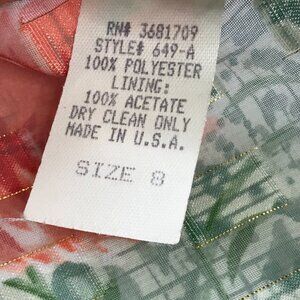 RN# 3681709
STYLE# 649-A
100% POLYESTER
LINING:
100% ACETATE
DRY CLEAN ONLY
MADE IN U.S.A.
SIZE 8